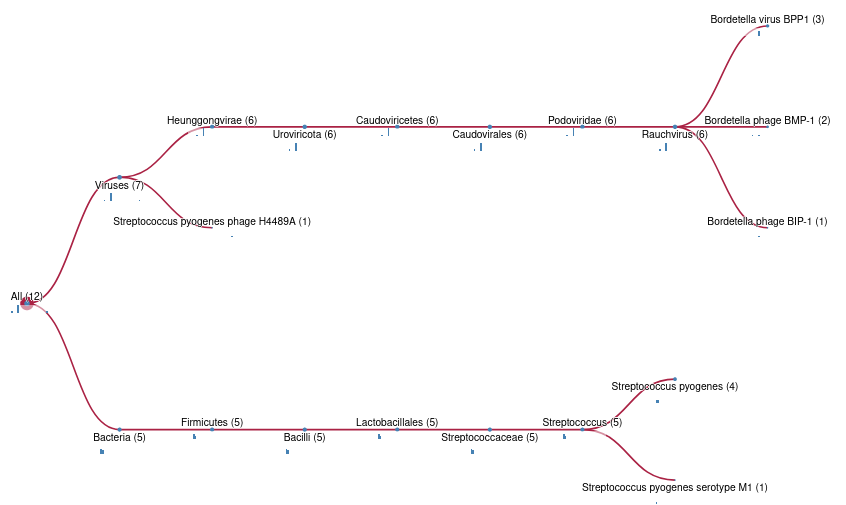 Bordetella virus BPP1 (3)
Heunggongvirae (6)
Caudoviricetes (6)
Podoviridae (6)
Bordetella phage BMP-1 (2)
Uroviricota (6)
Caudovirales (6)
Rauchvirus (6)
Viruses (7)
Streptococcus pyogenes phage H4489A (1)
Bordetella phage BIP-1 (1)
All (12)
Streptococcus pyogenes (4)
Firmicutes (5)
Lactobacillales (5)
Streptococcus (5)
Bacteria (5)
Bacilli (5)
Streptococcaceae (5)
Streptococcus pyogenes serotype M1 (1)